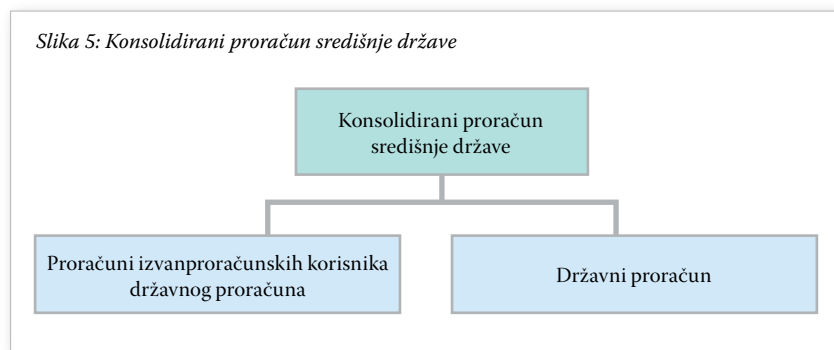 Slika 5: Konsolidirani proračun središnje države
Konsolidirani proračun
središnje države
Proračuni izvanproračunskih korisnika
državnog proračuna
Državni proračun